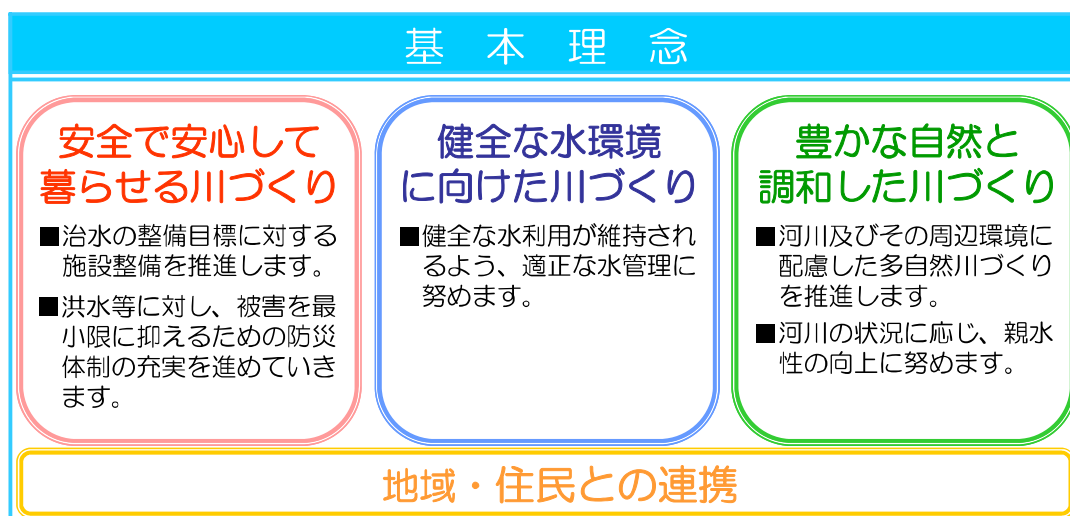 基本理念
安全で安心して
暮らせる川づくり
■治水の整備目標に対する
施設整備を推進します。
■洪水等に対し、被害を最
小限に抑えるための防災
体制の充実を進めていき
ます。
健全な水環境
に向けた川づくり
■健全な水利用が維持され
るよう、適正な水管理に
努めます。
豊かな自然と
調和した川づくり
■河川及びその周辺環境に
配慮した多自然川づくり
を推進します。
■河川の状況に応じ、親水
性の向上に努めます。
地域・住民との連携